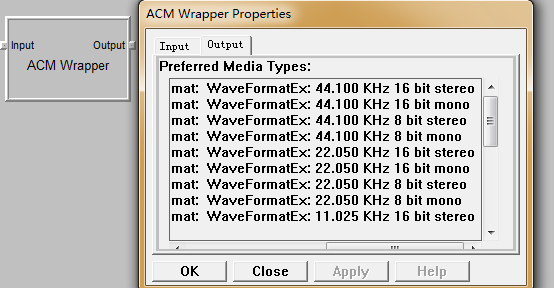 Input
Output
ACM Wrapper
ACM Wrapper Properties
Input
Output
Preferred Media Types:
mat: WaveFormatEx: 44.100 KHz 16 bit stereo
mat: WaveFormatEx: 44.100 KHz 16 bit mono
mat: WaveFormatEx: 44.100 KHz 8 bit stereo
mat: WaveFormatEx: 44.100 KHz 8 bit mono
mat: WaveFormatEx: 22.050 KHz 16 bit stereo
mat: WaveFormatEx: 22.050 KHz 16 bit mono
mat: WaveFormatEx: 22.050 KHz 8 bit stereo
mat: WaveFormatEx: 22.050 KHz 8 bit mono
mat: WaveFormatEx: 11.025 KHz 16 bit stereo
OK
Close
Apply
Help